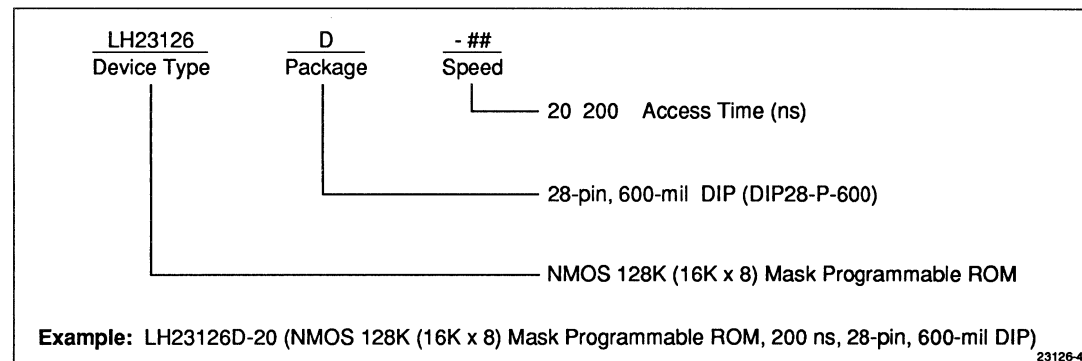 LH23126 D - ##
Device Type Package Speed
20 200 Access Time (ns)
28-pin, 600-mil DIP (DIP28-P-600)
NMOS 128K (16K x 8) Mask Programmable ROM
Example: LH23126D-20 (NMOS 128K (16K x 8) Mask Programmable ROM, 200 ns, 28-pin, 600-mil DIP)
23126-4